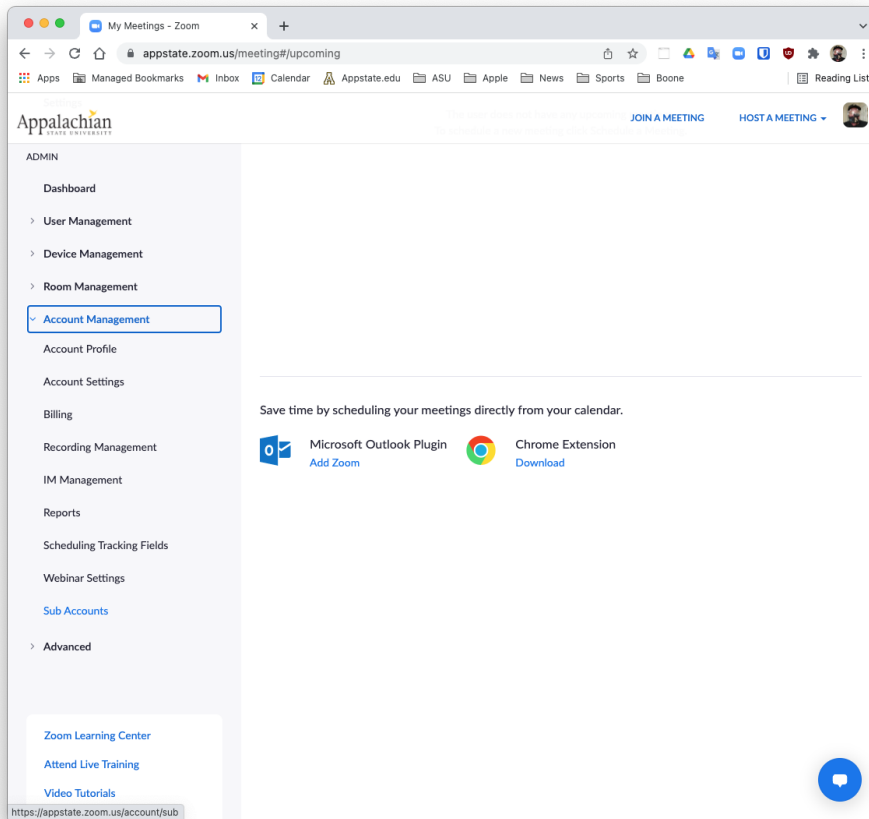 My Meetings - Zoom
appstate.zoom.us/meeting#/upcoming
Apps Managed Bookmarks Inbox Calendar Appstate.edu ASU Apple News Sports Boone Reading List
Appalachian
STATE UNIVERSITY
JOIN A MEETING HOST A MEETING
ADMIN
Dashboard
User Management
Device Management
Room Management
Account Management
Account Profile
Account Settings
Billing
Recording Management
IM Management
Reports
Scheduling Tracking Fields
Webinar Settings
Sub Accounts
Advanced
Save time by scheduling your meetings directly from your calendar.
Microsoft Outlook Plugin
Add Zoom
Chrome Extension
Download
Zoom Learning Center
Attend Live Training
Video Tutorials
https://appstate.zoom.us/account/sub